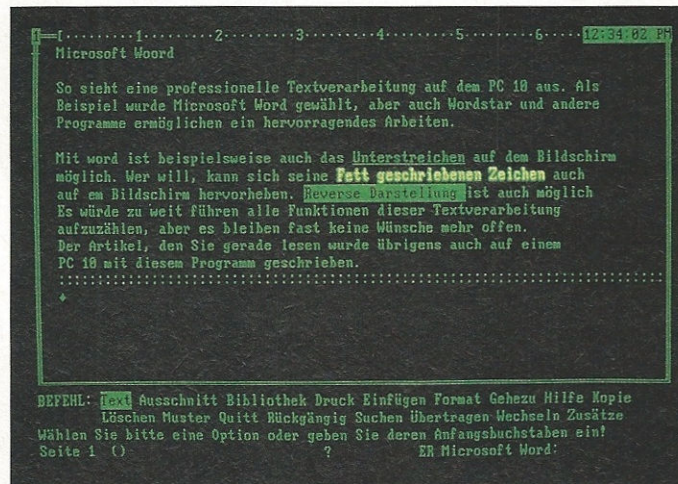 [·········1·········2·········3·········4·········5·········6····12:34:02 PM
Microsoft Woord
So sieht eine professionelle Textverarbeitung auf dem PC 10 aus. Als
Beispiel wurde Microsoft Word gewählt, aber auch Wordstar und andere
Programme ermöglichen ein hervorragendes Arbeiten.
Mit word ist beispielsweise auch das Unterstreichen auf dem Bildschirm
möglich. Wer will, kann sich seine Fett geschriebenen Zeichen auch
auf em Bildschirm hervorheben. Reverse Darstellung ist auch möglich
Es würde zu weit führen alle Funktionen dieser Textverarbeitung
aufzuzählen, aber es bleiben fast keine Wünsche mehr offen.
Der Artikel, den Sie gerade lesen wurde übrigens auch auf einem
PC 10 mit diesem Programm geschrieben.
BEFEHL: Text Ausschnitt Bibliothek Druck Einfügen Format Gehezu Hilfe Kopie
Löschen Muster Quitt Rückgängig Suchen Übertragen Wechseln Zusätze
Wählen Sie bitte eine Option oder geben Sie deren Anfangsbuchstaben ein!
Seite 1 () ? ER Microsoft Word: